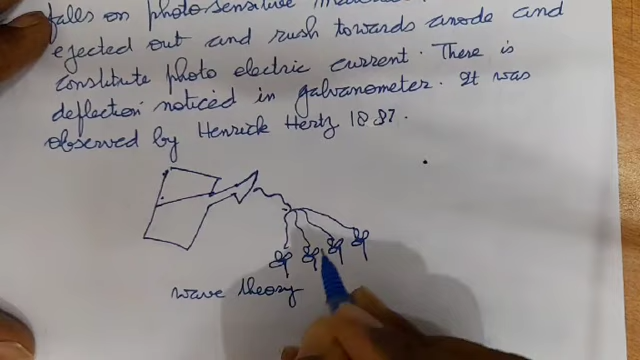 falls on photosensitive
ejected out and rush towards anode and
constitute photo electric current. There is
deflection noticed in galvanometer. It was
observed by Henrick Hertz 1887.
wave theory